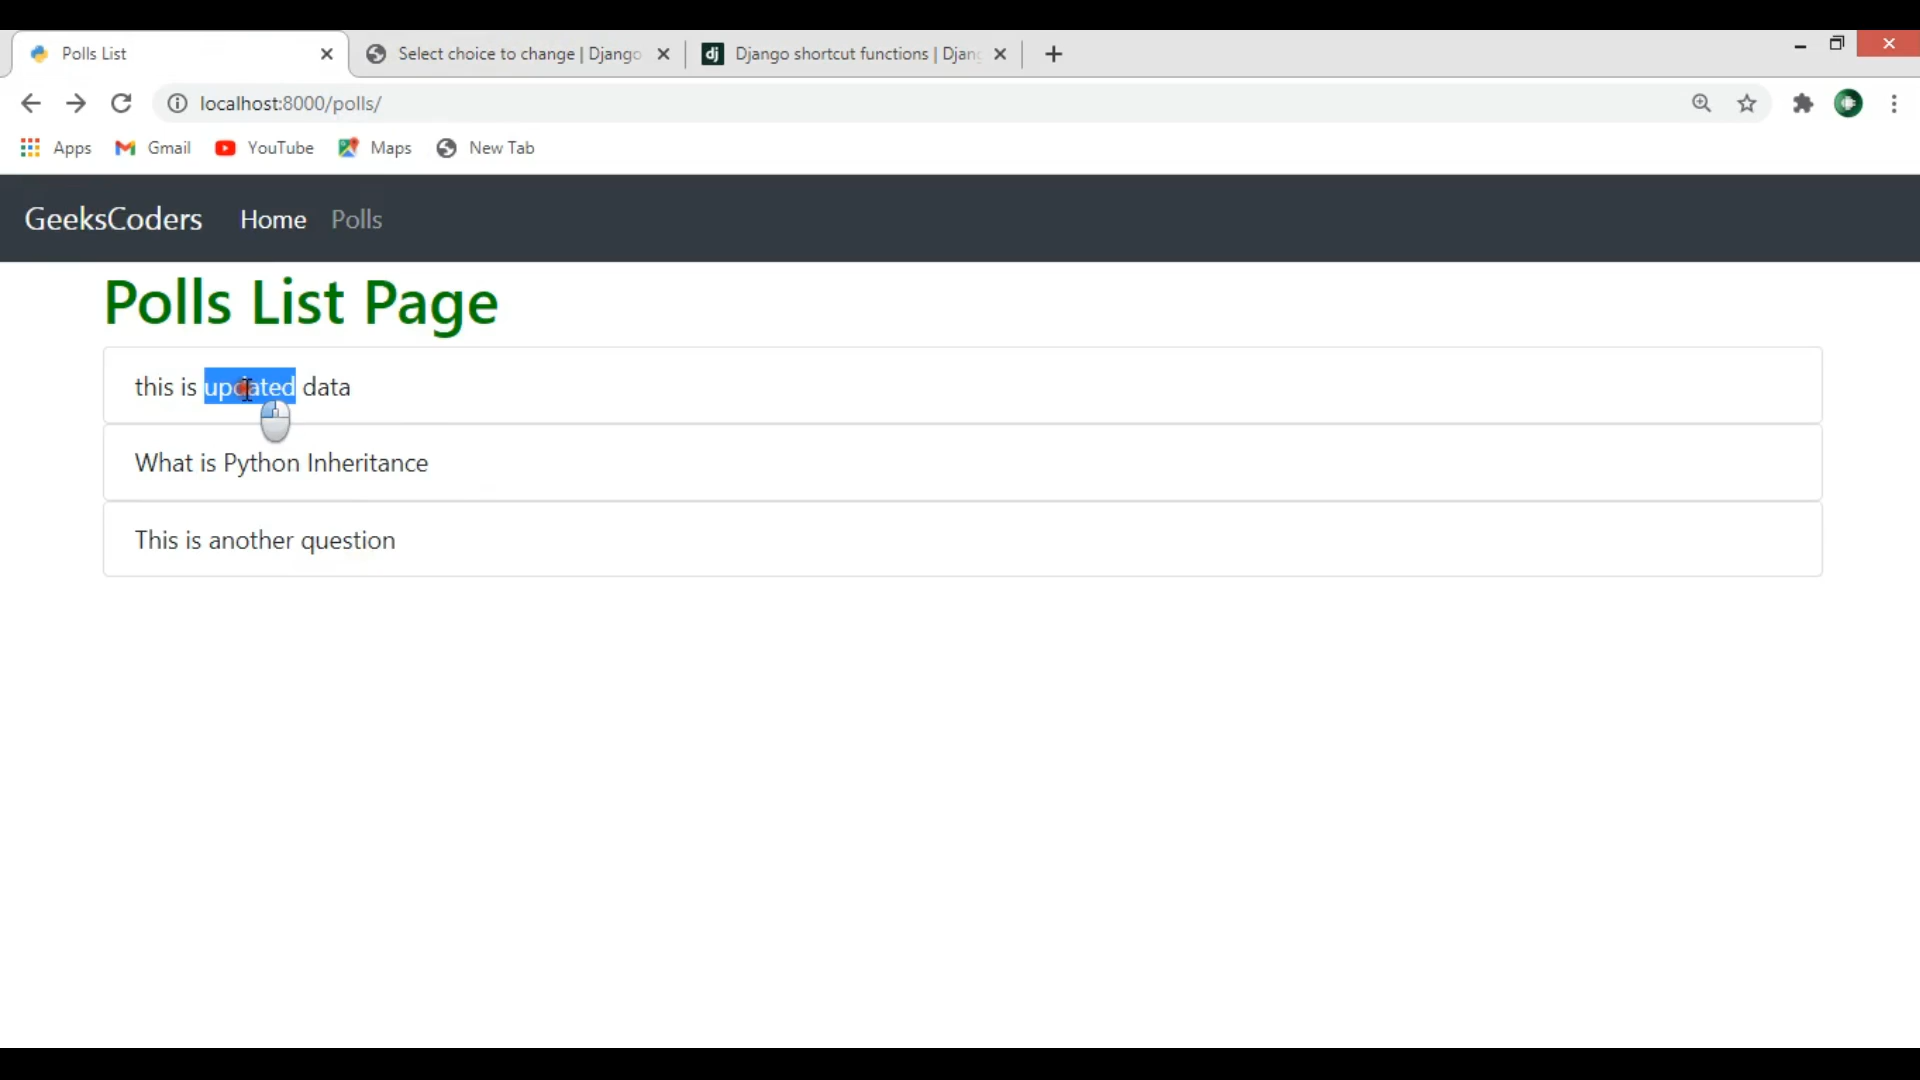 Polls List
Select choice to change | Django
Django shortcut functions | Djan
localhost:8000/polls/
Apps Gmail YouTube Maps New Tab
GeeksCoders Home Polls
Polls List Page
this is updated data
What is Python Inheritance
This is another question